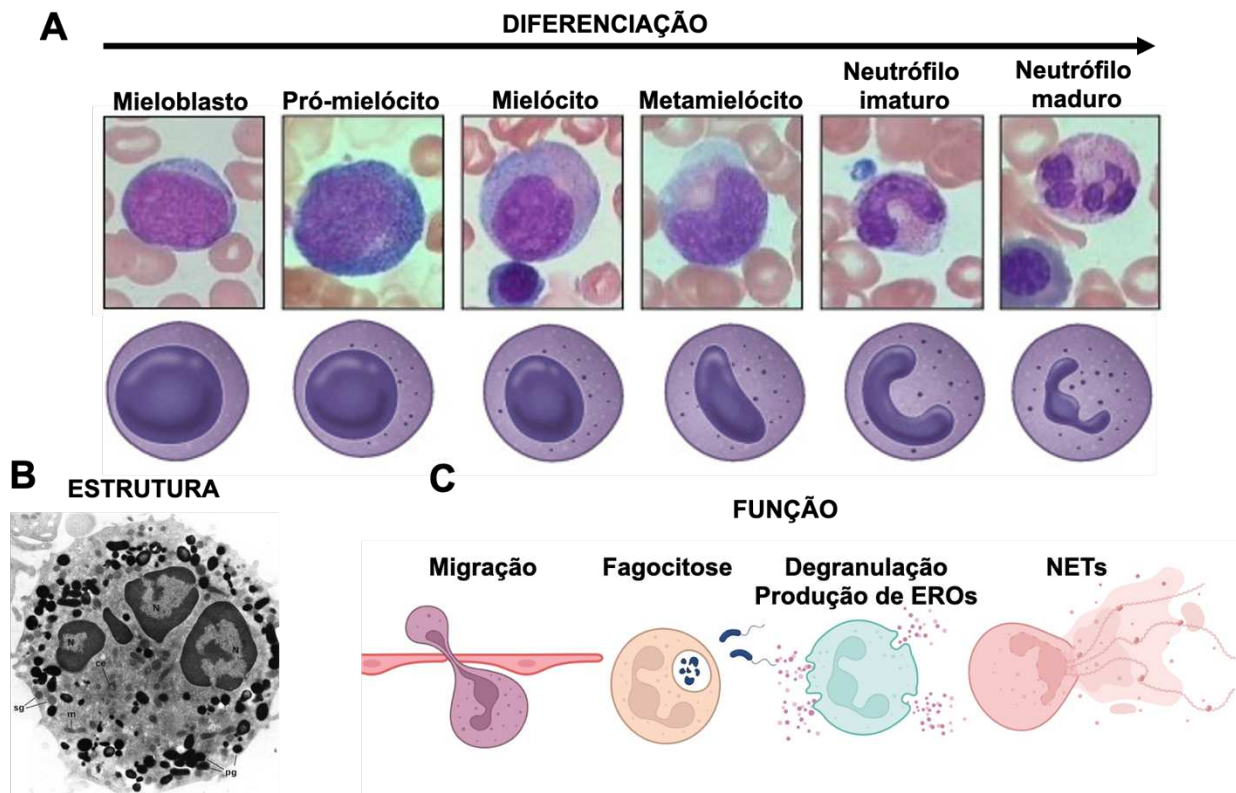 A
DIFERENCIAÇÃO
Mieloblasto
Pró-mielócito
Mielócito
Metamielócito
Neutrófilo
imaturo
Neutrófilo
maduro
B
ESTRUTURA
N
N
N
ce
sg
m
pg
C
FUNÇÃO
Migração
Fagocitose
Degranulação
Produção de EROs
NETs